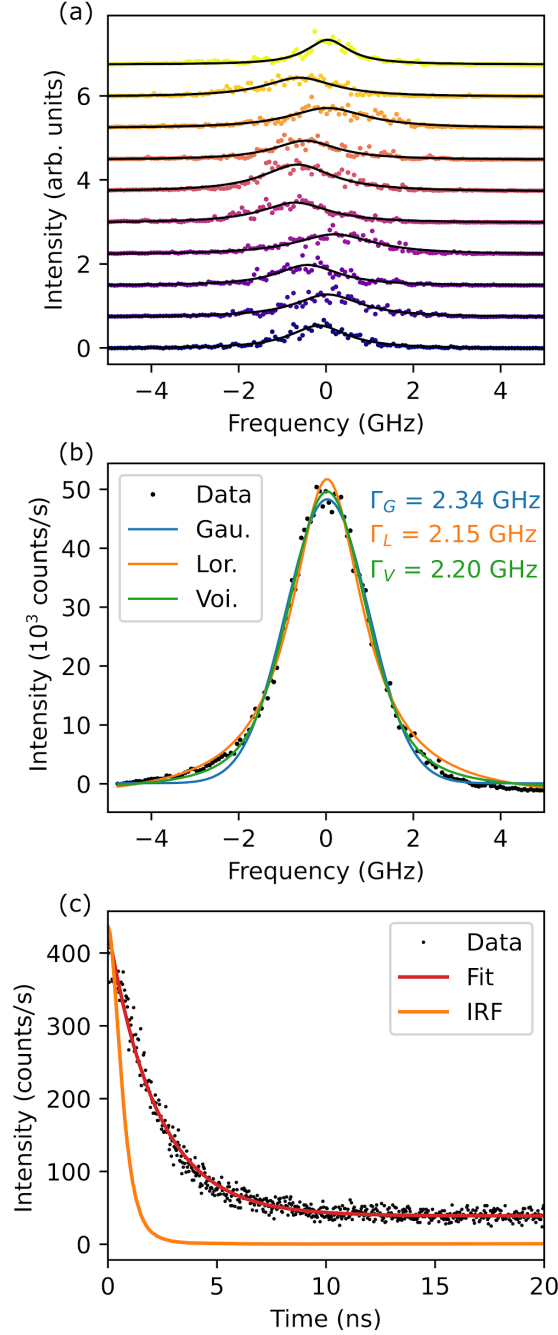 (a)
Intensity (arb. units)
6
4
2
0
−4 −2 0 2 4
Frequency (GHz)
(b)
Intensity (10³ counts/s)
50
40
30
20
10
0
Data
Gau.
Lor.
Voi.
Γ_G = 2.34 GHz
Γ_L = 2.15 GHz
Γ_V = 2.20 GHz
−4 −2 0 2 4
Frequency (GHz)
(c)
Intensity (counts/s)
400
300
200
100
0
Data
Fit
IRF
0 5 10 15 20
Time (ns)